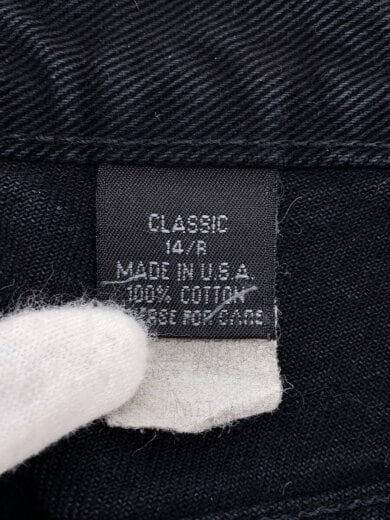 CLASSIC
14/R
MADE IN U.S.A.
100% COTTON
FOR CARE